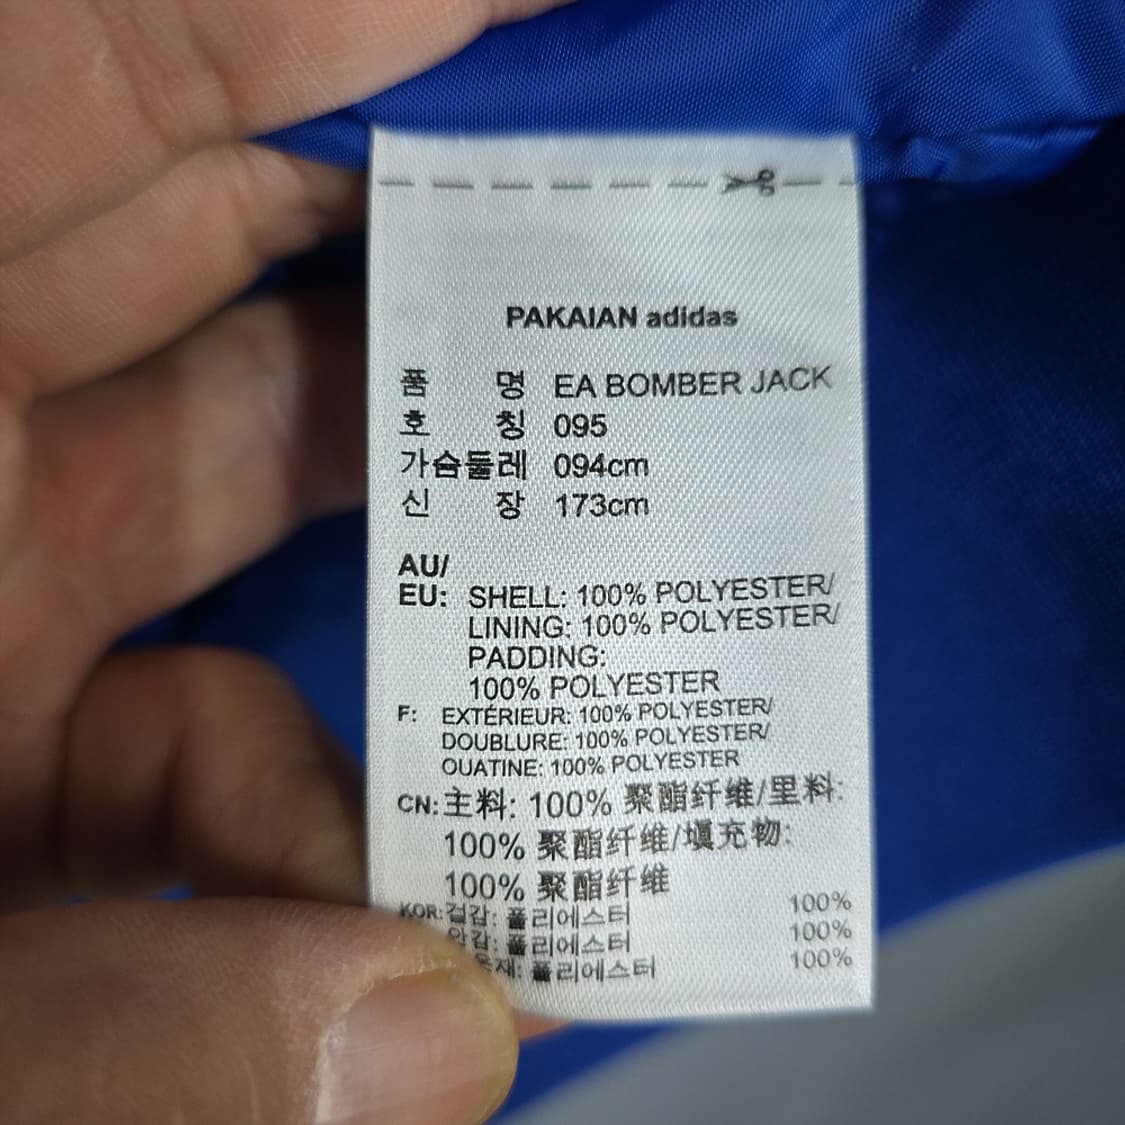 PAKAIAN adidas
품 명 EA BOMBER JACK
호 칭 095
가슴둘레 094cm
신 장 173cm
AU/
EU: SHELL: 100% POLYESTER/
LINING: 100% POLYESTER/
PADDING:
100% POLYESTER
F: EXTÉRIEUR: 100% POLYESTER/
DOUBLURE: 100% POLYESTER/
OUATINE: 100% POLYESTER
CN: 主料: 100% 聚酯纤维/里料:
100% 聚酯纤维/填充物:
100% 聚酯纤维
KOR: 겉감: 폴리에스터 100%
안감: 폴리에스터 100%
폴리에스터 100%